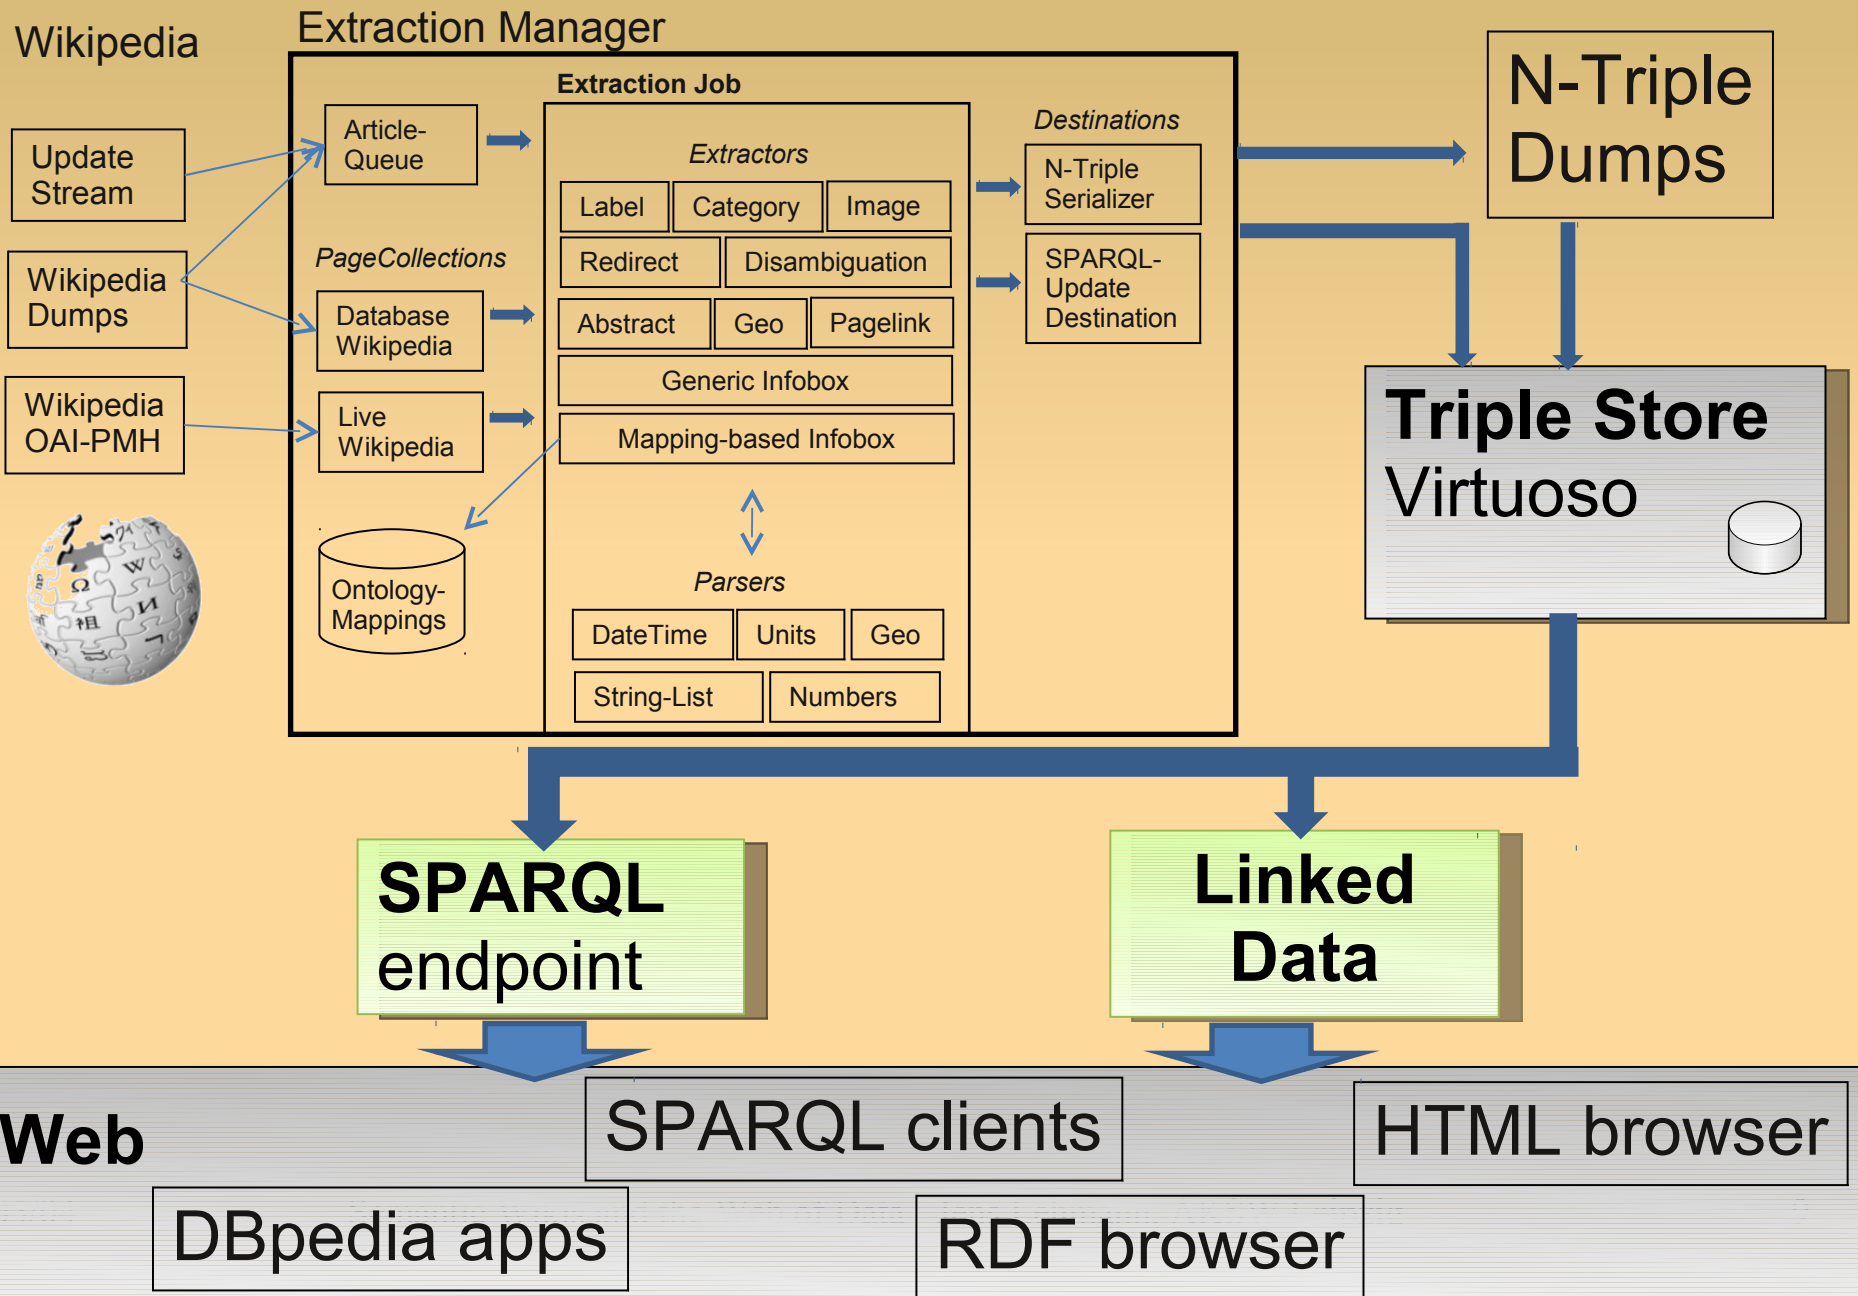 Wikipedia
Extraction Manager
Update
Stream
Wikipedia
Dumps
Wikipedia
OAI-PMH
Article-
Queue
PageCollections
Database
Wikipedia
Live
Wikipedia
Ontology-
Mappings
Extraction Job
Extractors
Label
Category
Image
Redirect
Disambiguation
Abstract
Geo
Pagelink
Generic Infobox
Mapping-based Infobox
Parsers
DateTime
Units
Geo
String-List
Numbers
Destinations
N-Triple
Serializer
SPARQL-
Update
Destination
N-Triple
Dumps
Triple Store
Virtuoso
SPARQL
endpoint
Linked
Data
Web
SPARQL clients
HTML browser
DBpedia apps
RDF browser